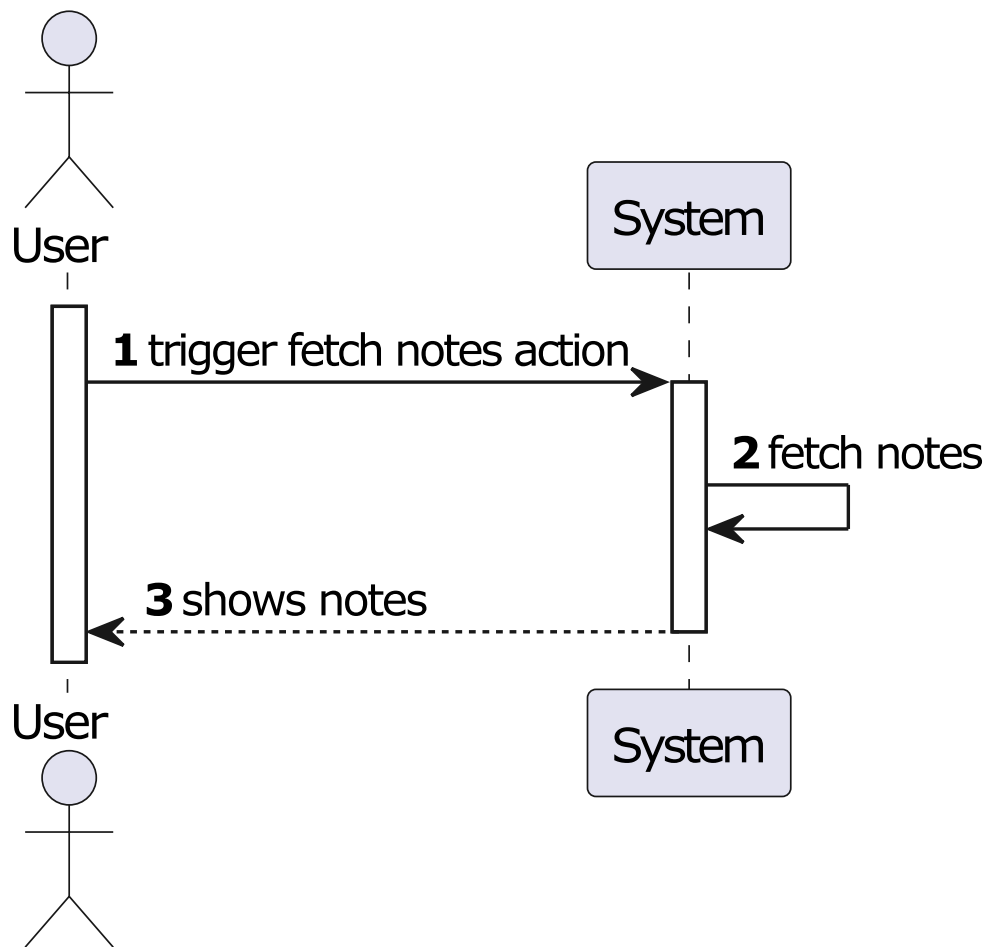 User
System
1 trigger fetch notes action
2 fetch notes
3 shows notes
User
System